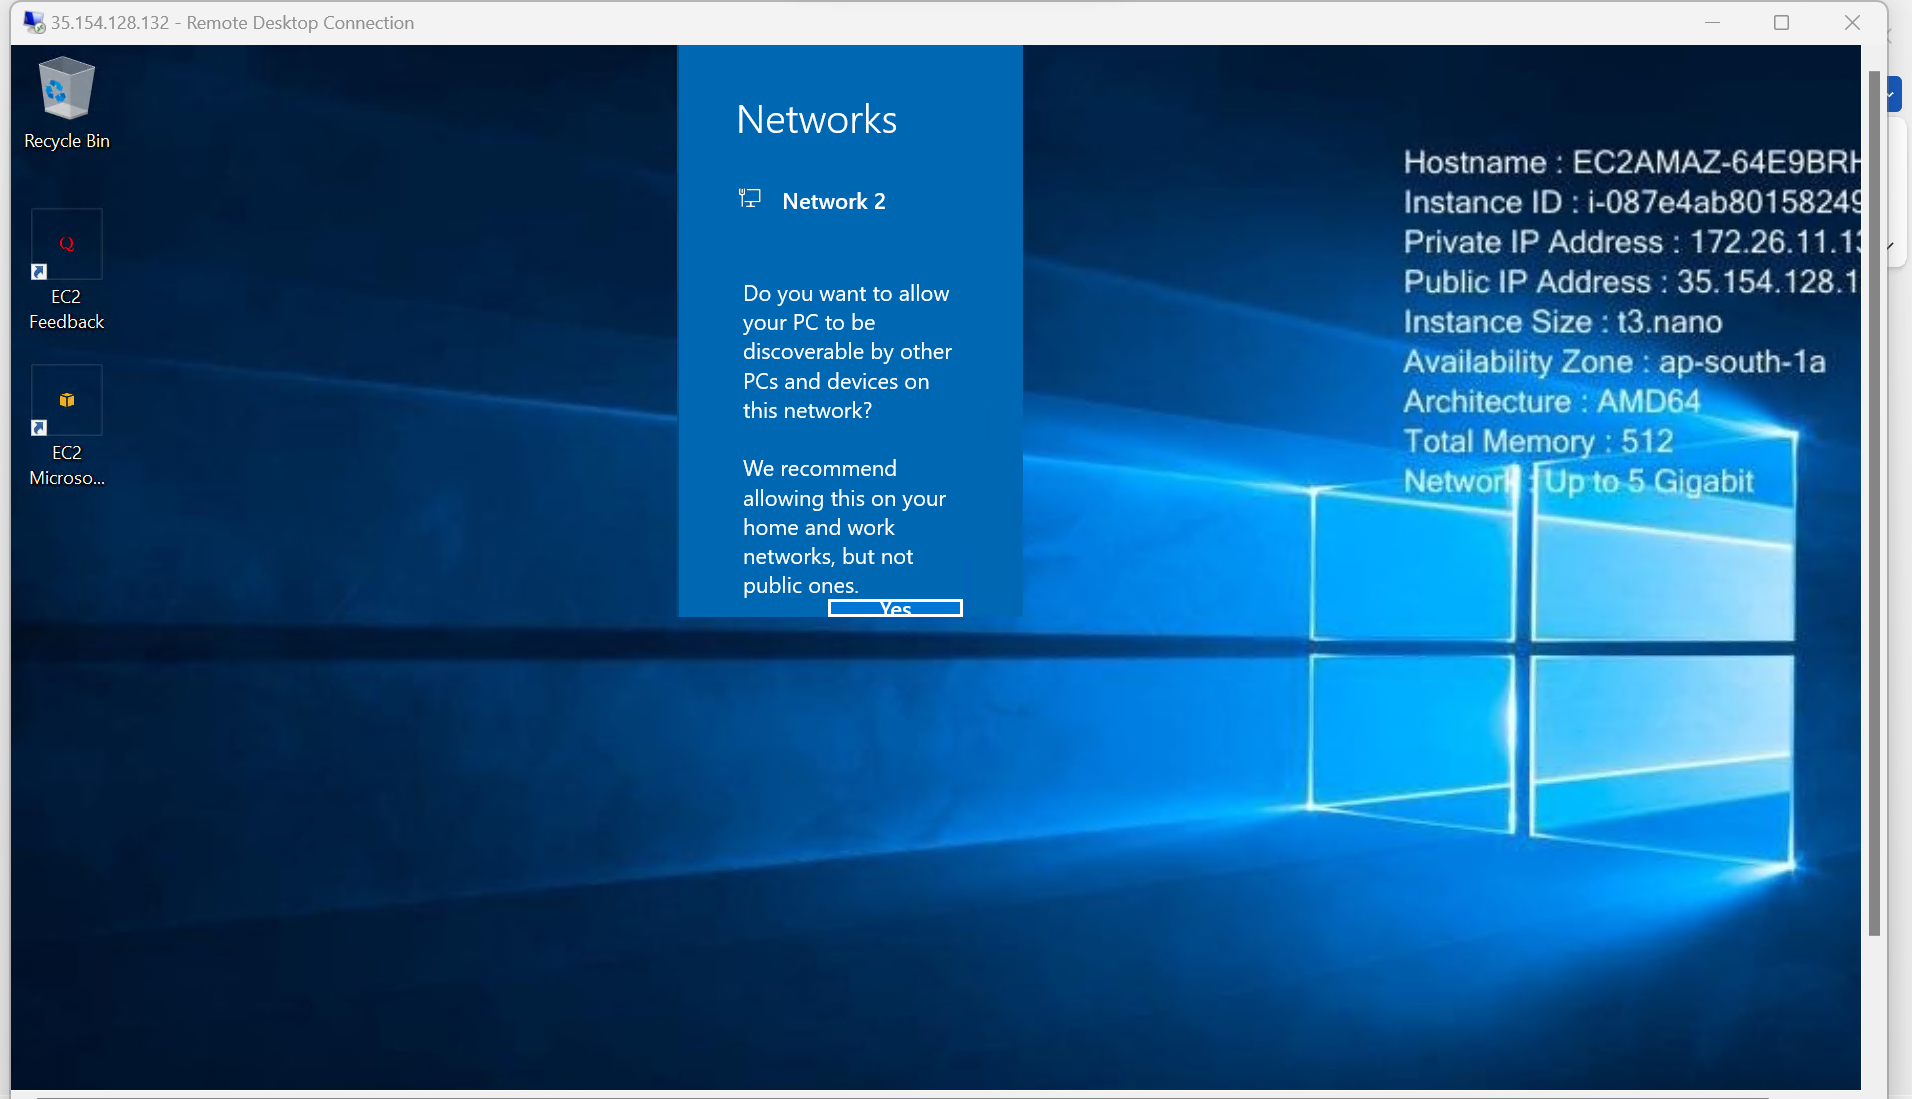 35.154.128.132 - Remote Desktop Connection
Recycle Bin
EC2
Feedback
EC2
Microso...
Networks
Network 2
Do you want to allow
your PC to be
discoverable by other
PCs and devices on
this network?
We recommend
allowing this on your
home and work
networks, but not
public ones.
Yes
Hostname : EC2AMAZ-64E9BRH
Instance ID : i-087e4ab80158249
Private IP Address : 172.26.11.13
Public IP Address : 35.154.128.1
Instance Size : t3.nano
Availability Zone : ap-south-1a
Architecture : AMD64
Total Memory : 512
Network : Up to 5 Gigabit